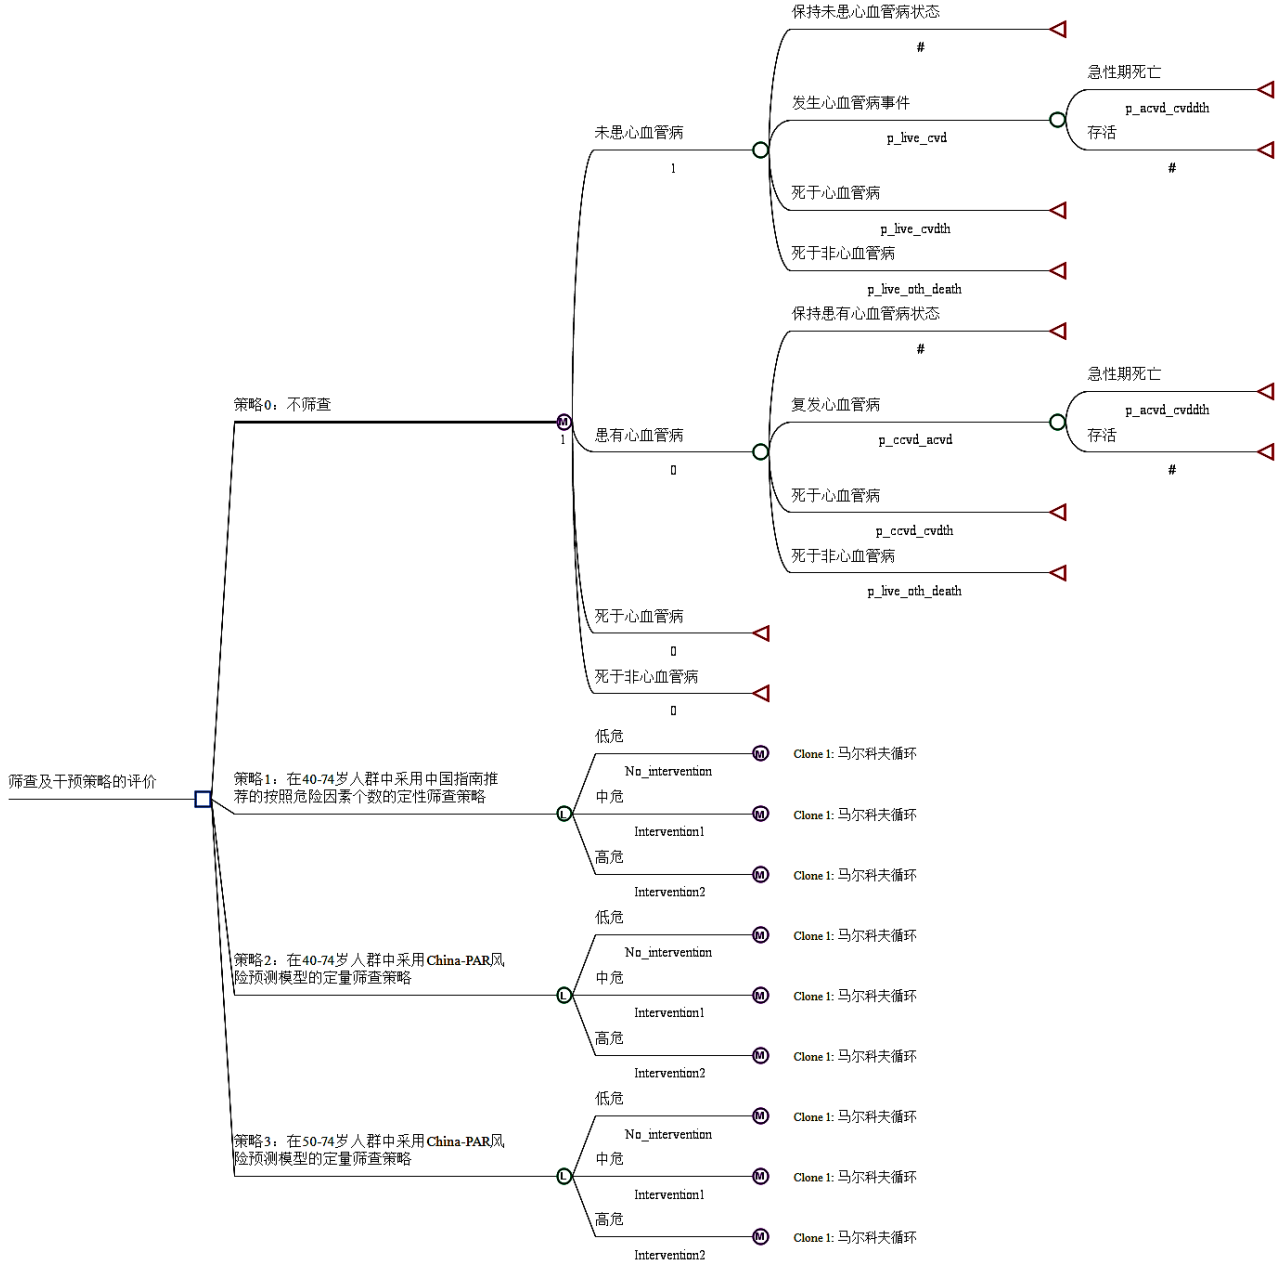 保持未患心血管病状态
#
急性期死亡
p_acvd_cvddth
发生心血管病事件
p_live_cvd
存活
#
未患心血管病
1
死于心血管病
p_live_cvdth
死于非心血管病
p_live_oth_death
保持患有心血管病状态
#
急性期死亡
p_acvd_cvddth
复发心血管病
p_ccvd_acvd
存活
#
策略0：不筛查
M
1
患有心血管病
0
死于心血管病
p_ccvd_cvdth
死于非心血管病
p_live_oth_death
死于心血管病
0
死于非心血管病
0
筛查及干预策略的评价
策略1：在40-74岁人群中采用中国指南推
荐的按照危险因素个数的定性筛查策略
L
低危
No_intervention
M
Clone 1: 马尔科夫循环
中危
Intervention1
M
Clone 1: 马尔科夫循环
高危
Intervention2
M
Clone 1: 马尔科夫循环
策略2：在40-74岁人群中采用China-PAR风
险预测模型的定量筛查策略
L
低危
No_intervention
M
Clone 1: 马尔科夫循环
中危
Intervention1
M
Clone 1: 马尔科夫循环
高危
Intervention2
M
Clone 1: 马尔科夫循环
策略3：在50-74岁人群中采用China-PAR风
险预测模型的定量筛查策略
L
低危
No_intervention
M
Clone 1: 马尔科夫循环
中危
Intervention1
M
Clone 1: 马尔科夫循环
高危
Intervention2
M
Clone 1: 马尔科夫循环